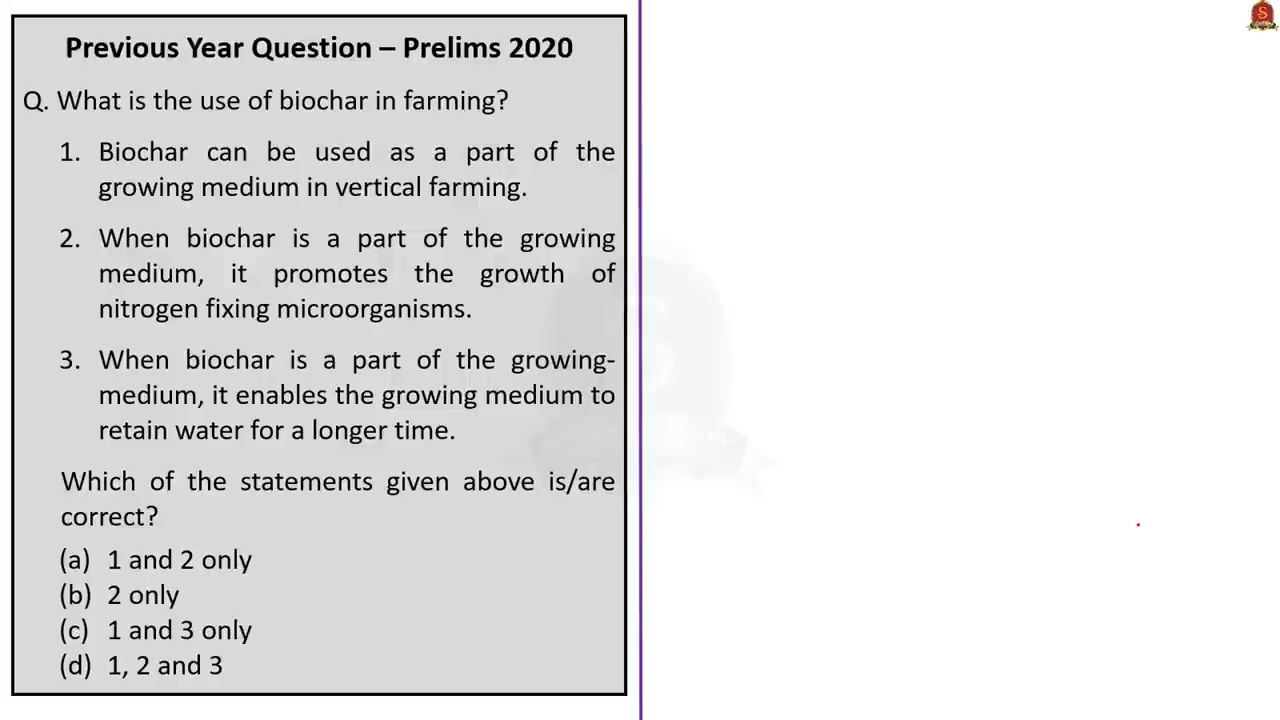 Previous Year Question – Prelims 2020
Q. What is the use of biochar in farming?
1. Biochar can be used as a part of the
growing medium in vertical farming.
2. When biochar is a part of the growing
medium, it promotes the growth of
nitrogen fixing microorganisms.
3. When biochar is a part of the growing-
medium, it enables the growing medium to
retain water for a longer time.
Which of the statements given above is/are
correct?
(a) 1 and 2 only
(b) 2 only
(c) 1 and 3 only
(d) 1, 2 and 3